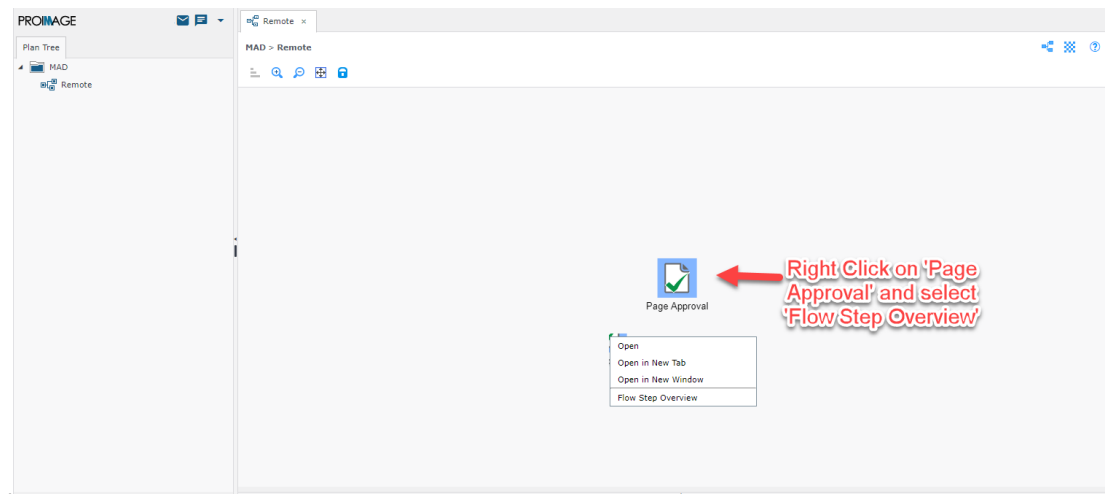 PROIMAGE
Remote ×
Plan Tree
MAD > Remote
MAD
Remote
Page Approval
Right Click on 'Page
Approval' and select
'Flow Step Overview'
Open
Open in New Tab
Open in New Window
Flow Step Overview